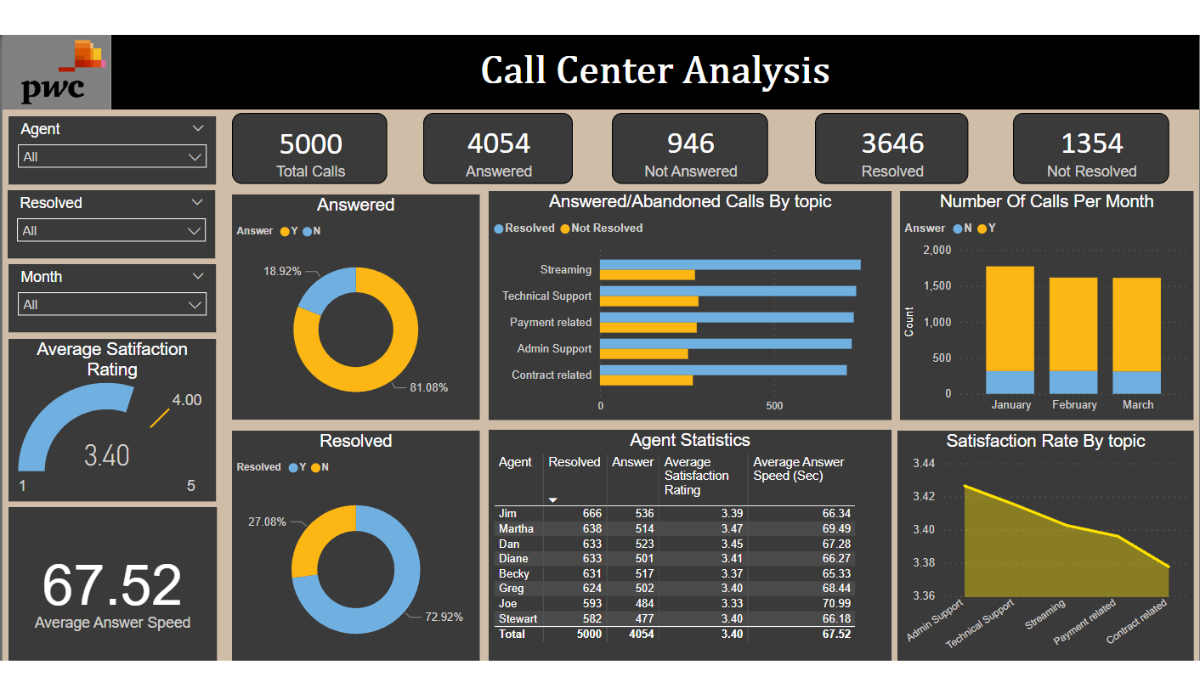 pwc
Call Center Analysis
Agent
All
Resolved
All
Month
All
5000
Total Calls
4054
Answered
946
Not Answered
3646
Resolved
1354
Not Resolved
Average Satifaction
Rating
4.00
3.40
1 5
67.52
Average Answer Speed
Answered
Answer Y N
18.92%
81.08%
Answered/Abandoned Calls By topic
Resolved Not Resolved
Streaming
Technical Support
Payment related
Admin Support
Contract related
0 500
Number Of Calls Per Month
Answer N Y
2,000
1,500
1,000
500
0
Count
January February March
Resolved
Resolved Y N
27.08%
72.92%
Agent Statistics
Agent Resolved Answer Average Satisfaction Rating Average Answer Speed (Sec)
Jim 666 536 3.39 66.34
Martha 638 514 3.47 69.49
Dan 633 523 3.45 67.28
Diane 633 501 3.41 66.27
Becky 631 517 3.37 65.33
Greg 624 502 3.40 68.44
Joe 593 484 3.33 70.99
Stewart 582 477 3.40 66.18
Total 5000 4054 3.40 67.52
Satisfaction Rate By topic
3.44
3.42
3.40
3.38
3.36
Admin Support
Technical Support
Streaming
Payment related
Contract related